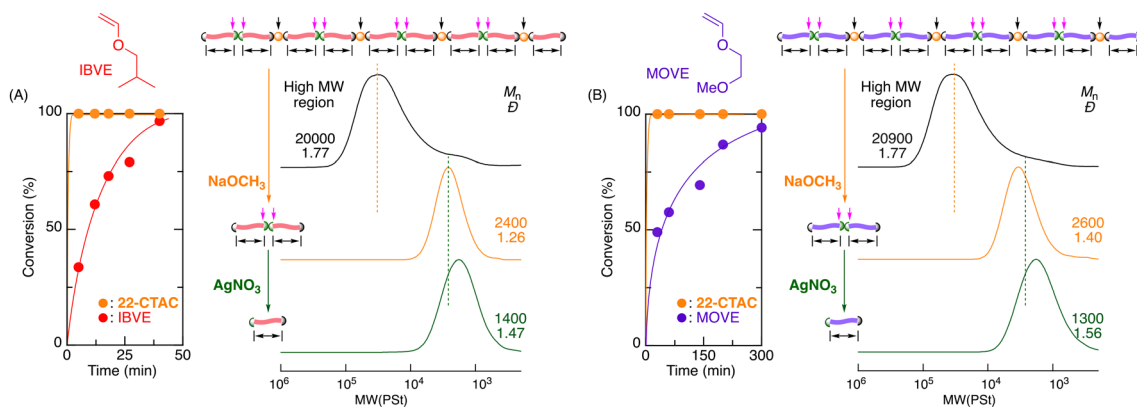 IBVE
(A)
100
50
0
Conversion (%)
0
25
50
Time (min)
: 22-CTAC
: IBVE
High MW
region
Mn
Đ
20000
1.77
NaOCH3
2400
1.26
AgNO3
1400
1.47
10^6
10^5
10^4
10^3
MW(PSt)
MOVE
MeO
O
O
(B)
100
50
0
Conversion (%)
0
150
300
Time (min)
: 22-CTAC
: MOVE
High MW
region
Mn
Đ
20900
1.77
NaOCH3
2600
1.40
AgNO3
1300
1.56
10^6
10^5
10^4
10^3
MW(PSt)